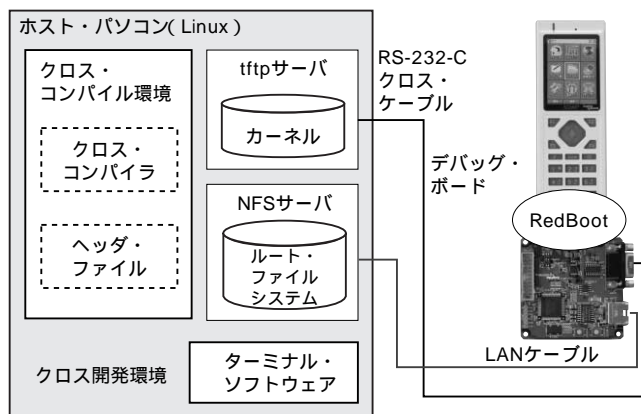 ホスト・パソコン(Linux)
クロス・
コンパイル環境
クロス・
コンパイラ
ヘッダ・
ファイル
tftpサーバ
カーネル
NFSサーバ
ルート・
ファイル
システム
クロス開発環境
ターミナル・
ソフトウェア
RS-232-C
クロス・
ケーブル
デバッグ・
ボード
RedBoot
LANケーブル